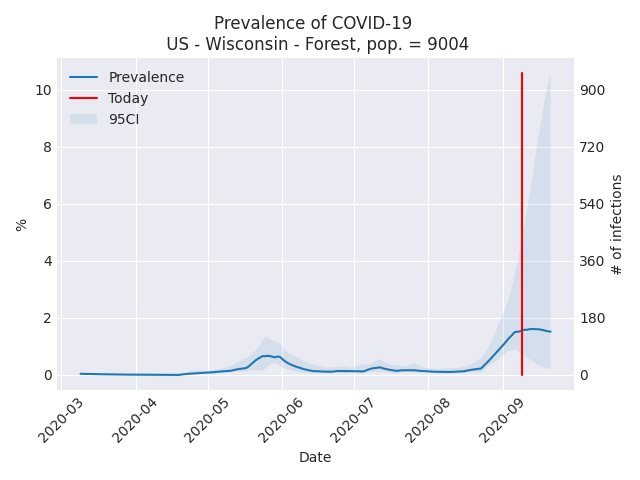 Prevalence of COVID-19
US - Wisconsin - Forest, pop. = 9004
Prevalence
Today
95CI
%
10
8
6
4
2
0
900
720
540
360
180
0
# of infections
2020-03
2020-04
2020-05
2020-06
2020-07
2020-08
2020-09
Date